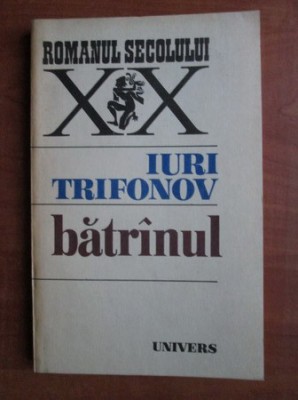 ROMANUL SECOLULUI
XX
IURI
TRIFONOV
bătrînul
UNIVERS